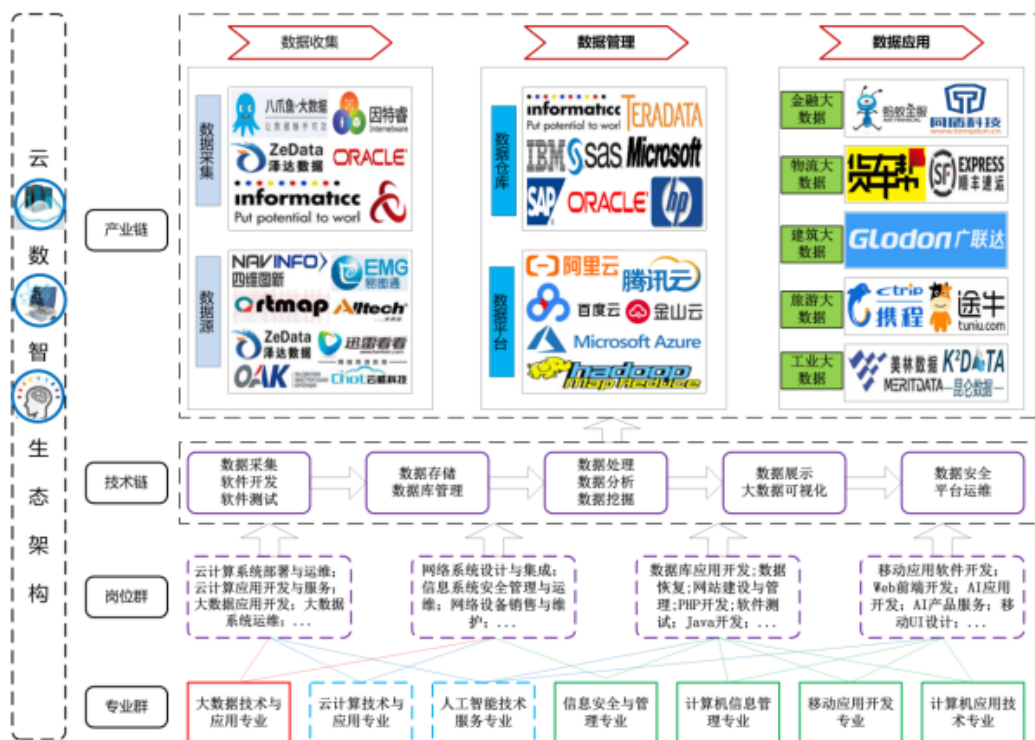 云
数
智
生
态
架
构
数据收集
数据管理
数据应用
产业链
数据采集
八爪鱼·大数据
让数据触手可及
因特睿
Internetware
ZeData
泽达数据
ORACLE
informatica
Put potential to worl
数据源
NAVINFO
四维图新
EMG
易图通
artmap
Alltech
ZeData
泽达数据
迅雷看看
OAK
云威科技
数据仓库
informatica
Put potential to worl
TERADATA
IBM
sas
Microsoft
SAP
ORACLE
hp
数据平台
阿里云
腾讯云
百度云
金山云
Microsoft Azure
hadoop
Map Reduce
金融大
数据
蚂蚁金服
ANT FINANCIAL
同盾科技
www.tongdun.cn
物流大
数据
货车帮
SF
EXPRESS
顺丰速运
建筑大
数据
GLodon广联达
旅游大
数据
ctrip
携程
途牛
tuniu.com
工业大
数据
美林数据
MERITDATA
K²DATA
昆仑数据
技术链
数据采集
软件开发
软件测试
数据存储
数据库管理
数据处理
数据分析
数据挖掘
数据展示
大数据可视化
数据安全
平台运维
岗位群
云计算系统部署与运维;
云计算应用开发与服务;
大数据应用开发; 大数据
系统运维; ...
网络系统设计与集成;
信息系统安全管理与运
维; 网络设备销售与维
护; ...
数据库应用开发;数据
恢复;网站建设与管
理;PHP开发;软件测
试; Java开发; ...
移动应用软件开发;
Web前端开发; AI应用
开发; AI产品服务; 移
动UI设计; ...
专业群
大数据技术与
应用专业
云计算技术与
应用专业
人工智能技术
服务专业
信息安全与管
理专业
计算机信息管
理专业
移动应用开发
专业
计算机应用技
术专业